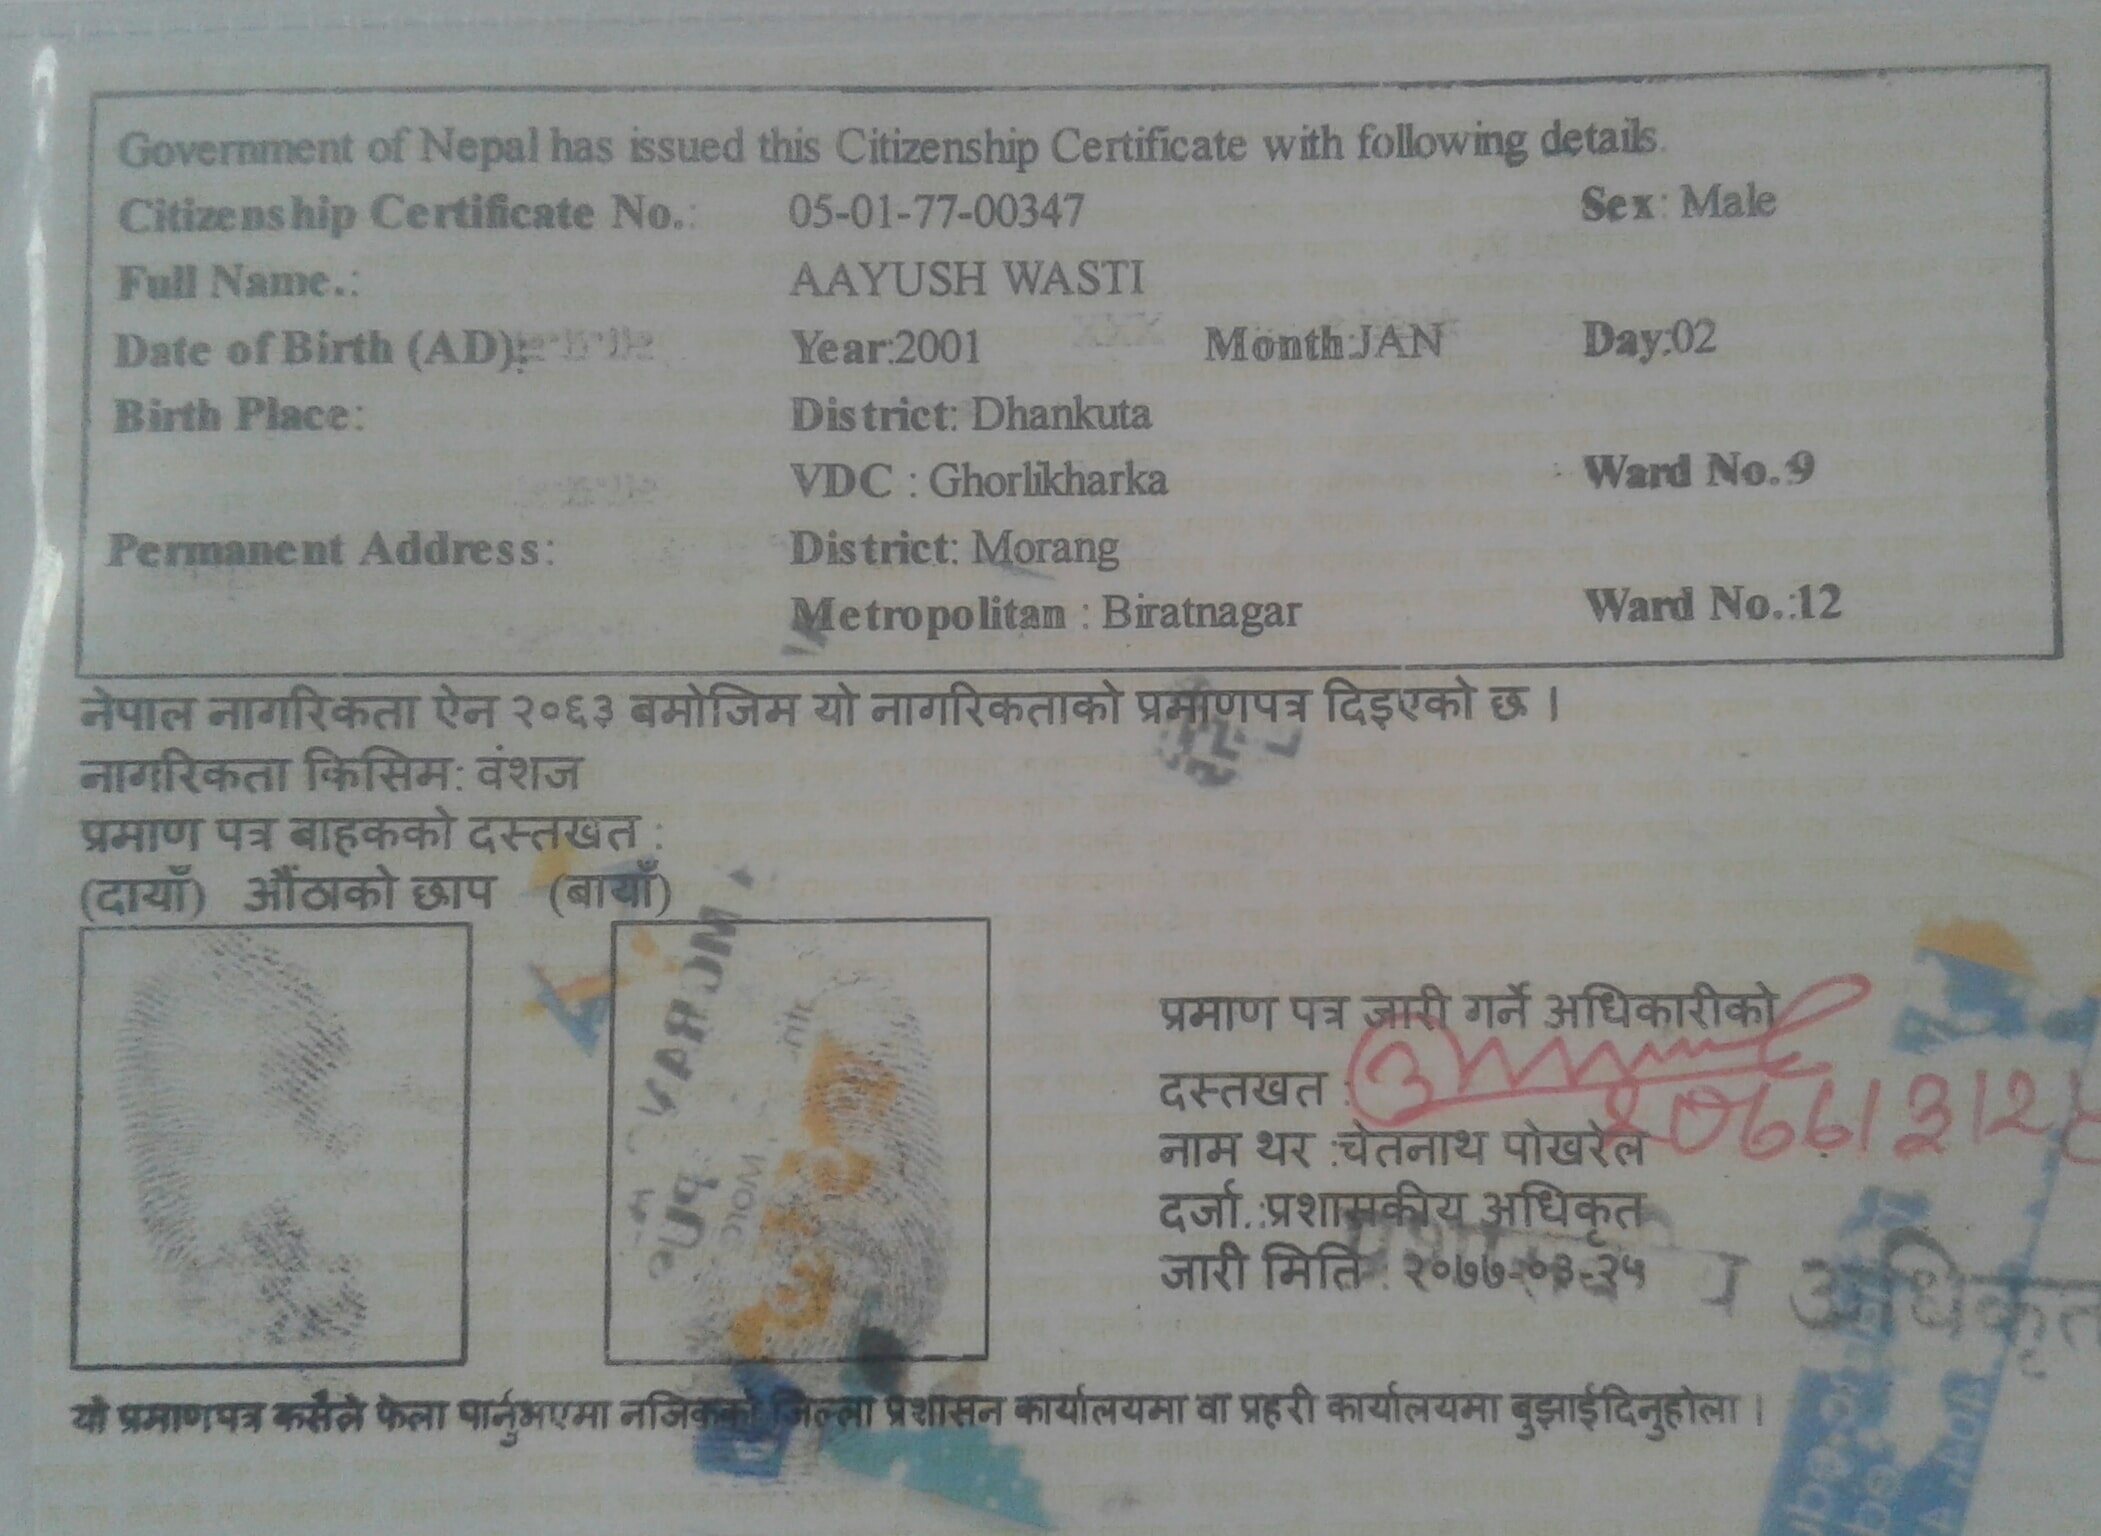 Government of Nepal has issued this Citizenship Certificate with following details.
Citizenship Certificate No.: 05-01-77-00347 Sex: Male
Full Name.: AAYUSH WASTI
Date of Birth (AD): Year:2001 Month:JAN Day:02
Birth Place: District: Dhankuta
VDC : Ghorlikharka Ward No.9
Permanent Address: District: Morang
Metropolitan : Biratnagar Ward No.:12
नेपाल नागरिकता ऐन २०६३ बमोजिम यो नागरिकताको प्रमाणपत्र दिइएको छ ।
नागरिकता किसिम: वंशज
प्रमाण पत्र बाहकको दस्तखत :
(दायाँ) औंठाको छाप (बायाँ)
प्रमाण पत्र जारी गर्ने अधिकारीको
दस्तखत :
नाम थर :चेतनाथ पोखरेल
दर्जा.:प्रशासकीय अधिकृत
जारी मिति : २०७७-०३-२५
अधिकृत
यो प्रमाणपत्र कसैले फेला पार्नुभएमा नजिकको जिल्ला प्रशासन कार्यालयमा वा प्रहरी कार्यालयमा बुझाईदिनुहोला ।